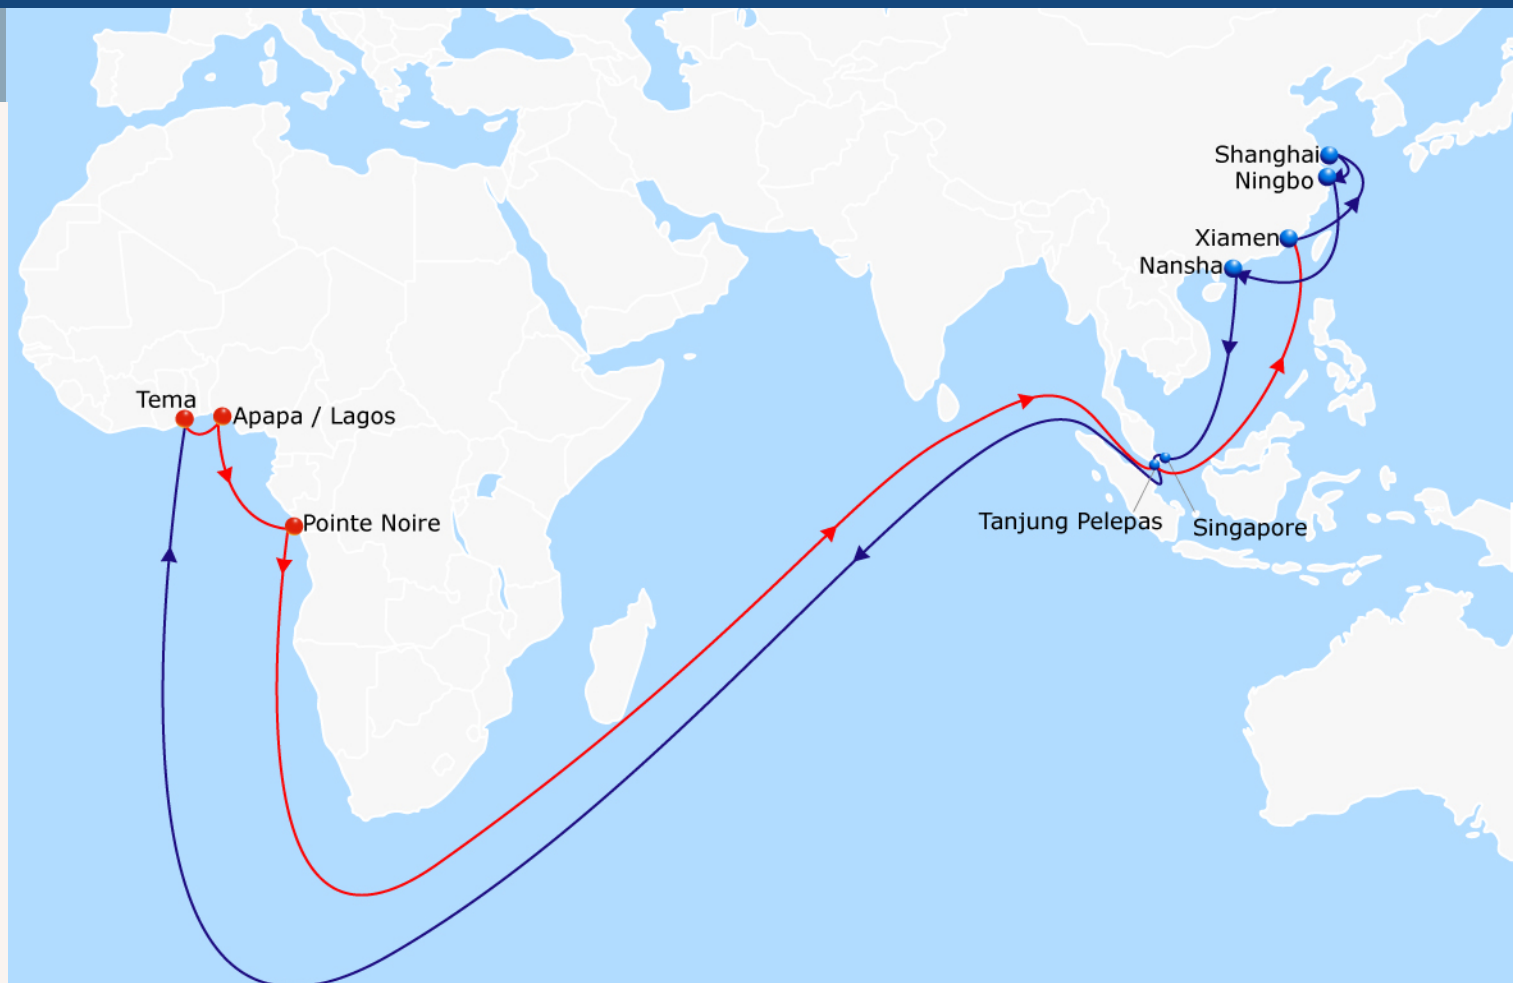 Shanghai
Ningbo
Xiamen
Nansha
Tema
Apapa / Lagos
Pointe Noire
Tanjung Pelepas
Singapore